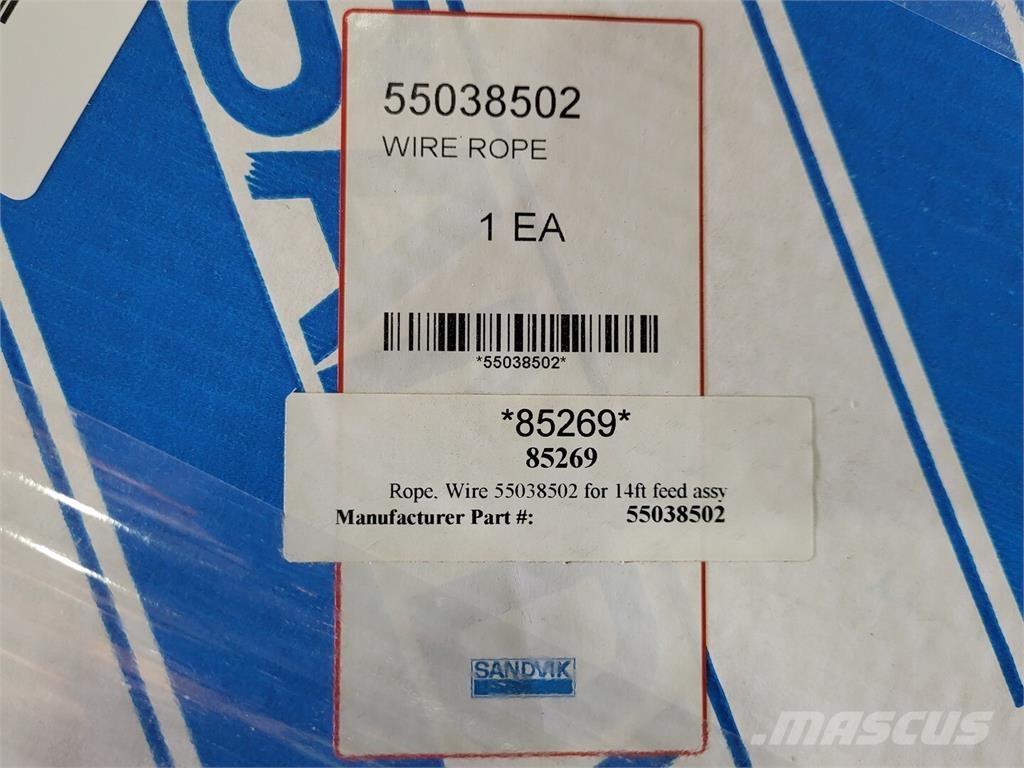 55038502
WIRE ROPE
1 EA
*55038502*
*85269*
85269
Rope, Wire 55038502 for 14ft feed assy
Manufacturer Part #: 55038502
SANDVIK
MASCUS